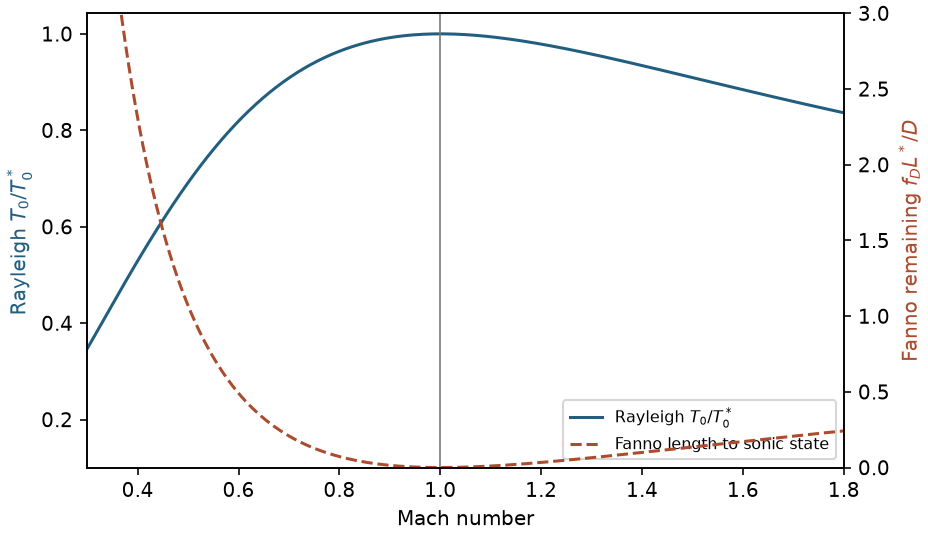 1.0
0.8
0.6
0.4
0.2
Rayleigh T₀/T₀*
3.0
2.5
2.0
1.5
1.0
0.5
0.0
Fanno remaining f_D L*/D
Rayleigh T₀/T₀*
Fanno length to sonic state
0.4 0.6 0.8 1.0 1.2 1.4 1.6 1.8
Mach number